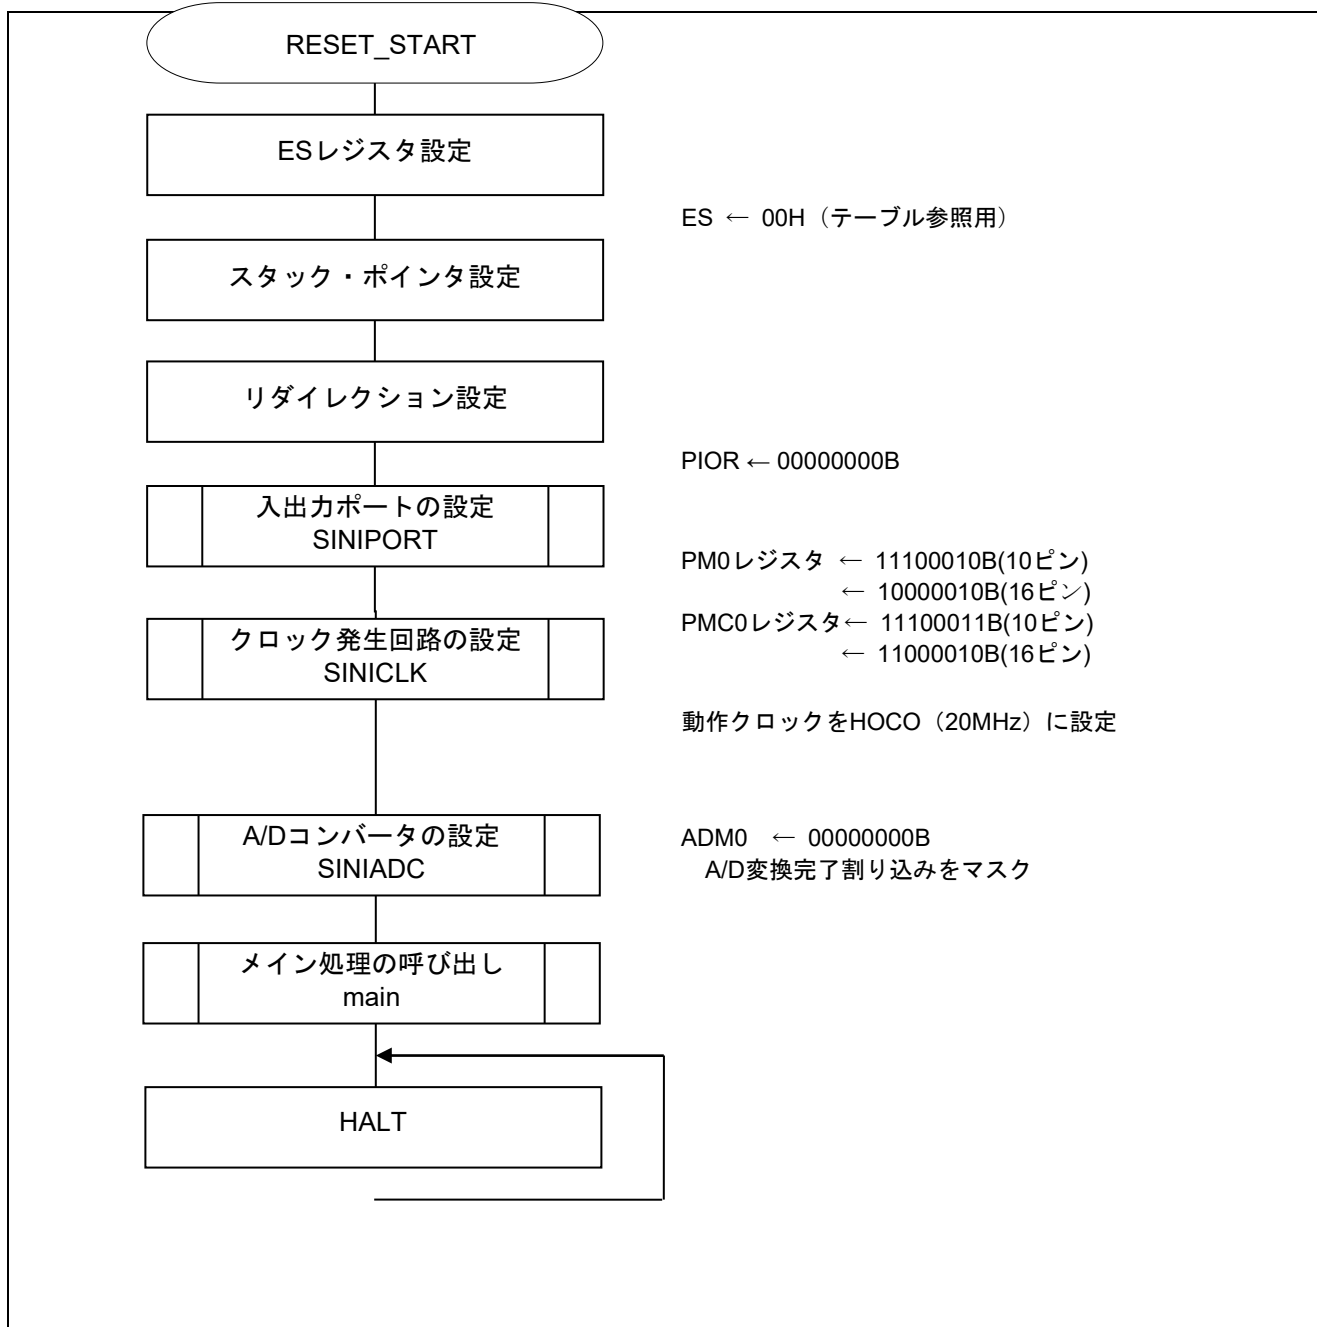 RESET_START
ESレジスタ設定
ES ← 00H（テーブル参照用）
スタック・ポインタ設定
リダイレクション設定
PIOR ← 00000000B
入出力ポートの設定
SINIPORT
PM0レジスタ ← 11100010B(10ピン)
← 10000010B(16ピン)
PMC0レジスタ← 11100011B(10ピン)
← 11000010B(16ピン)
クロック発生回路の設定
SINICLK
動作クロックをHOCO（20MHz）に設定
A/Dコンバータの設定
SINIADC
ADM0 ← 00000000B
A/D変換完了割り込みをマスク
メイン処理の呼び出し
main
HALT